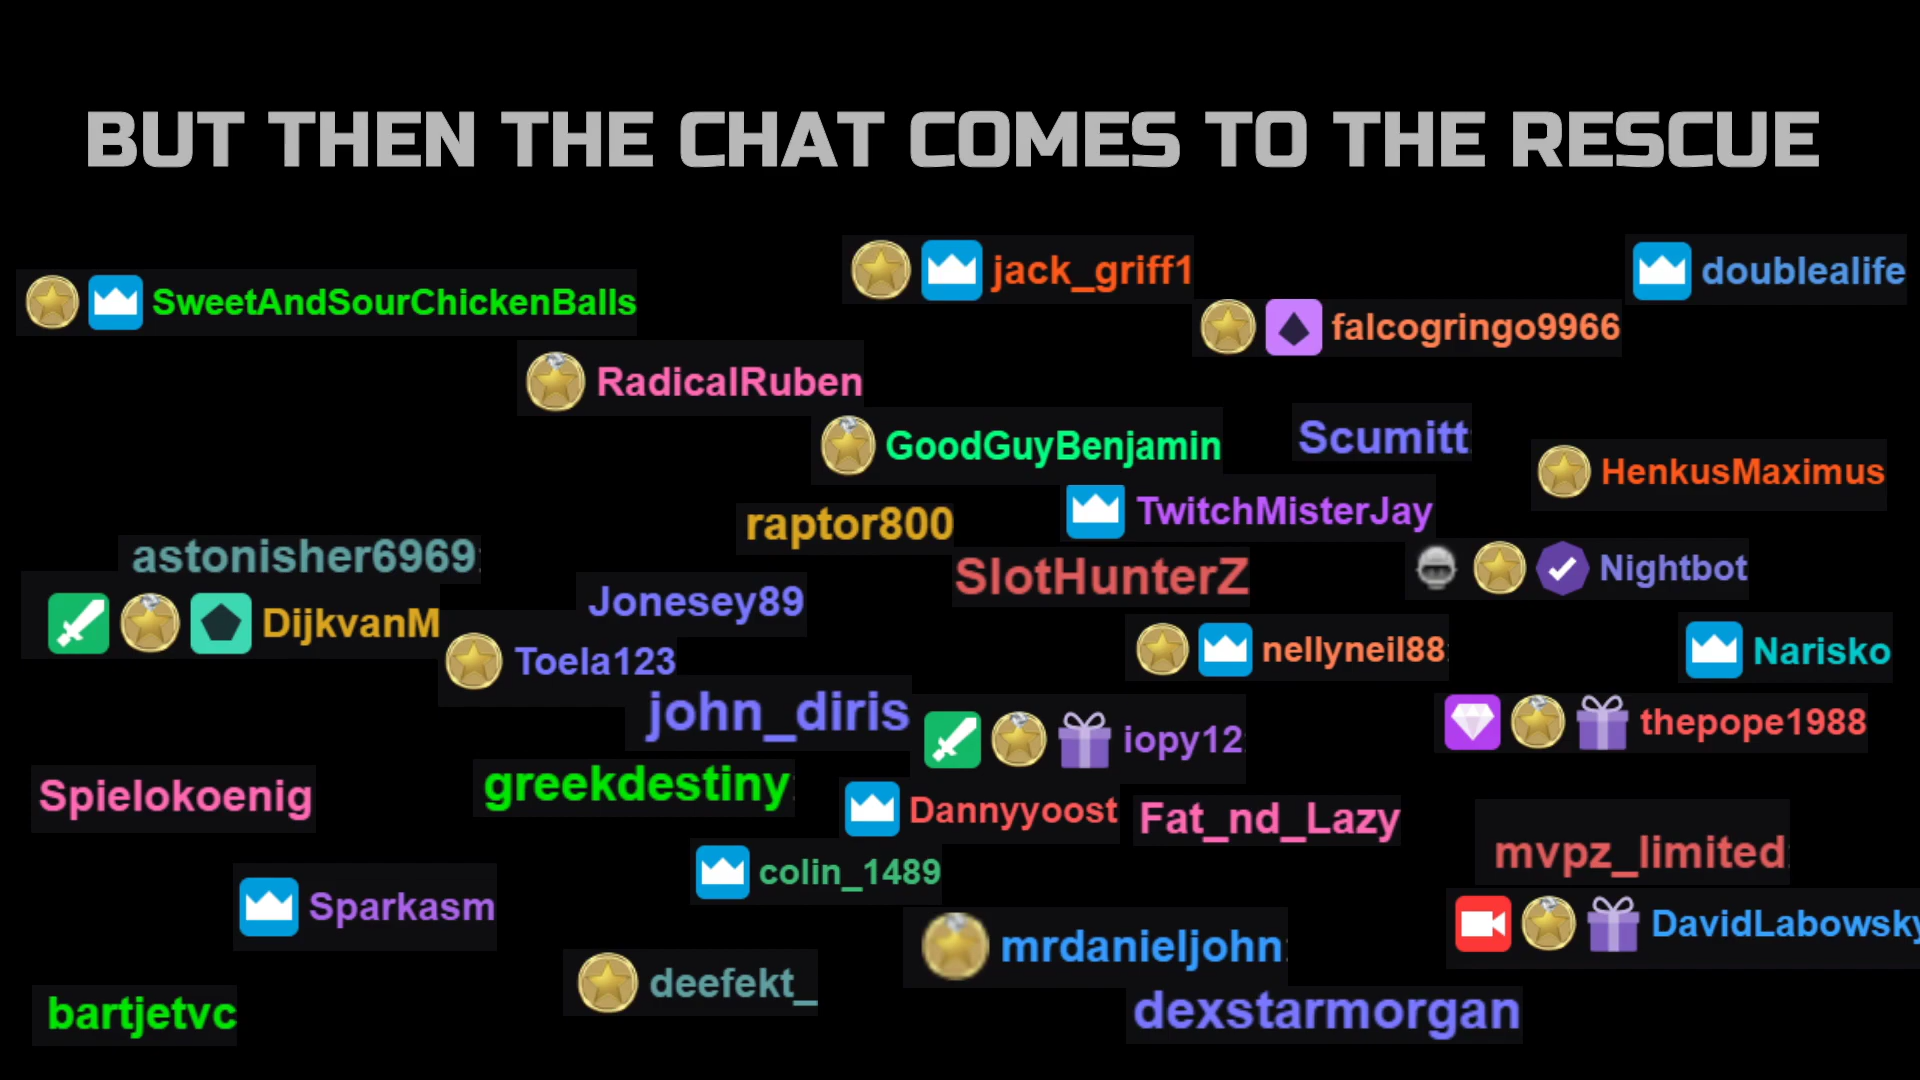 BUT THEN THE CHAT COMES TO THE RESCUE
SweetAndSourChickenBalls
jack_griff1
doublealife
falcogringo9966
RadicalRuben
GoodGuyBenjamin
Scumitt
HenkusMaximus
raptor800
TwitchMisterJay
astonisher6969:
SlotHunterZ
Nightbot
DijkvanM
Jonesey89
Toela123
nellyneil88:
Narisko
john_diris
iopy12
thepope1988
Spielokoenig
greekdestiny
Dannyyoost
Fat_nd_Lazy
mvpz_limited
colin_1489
Sparkasm
DavidLabowsky
mrdanieljohn:
deefekt_
bartjetvc
dexstarmorgan